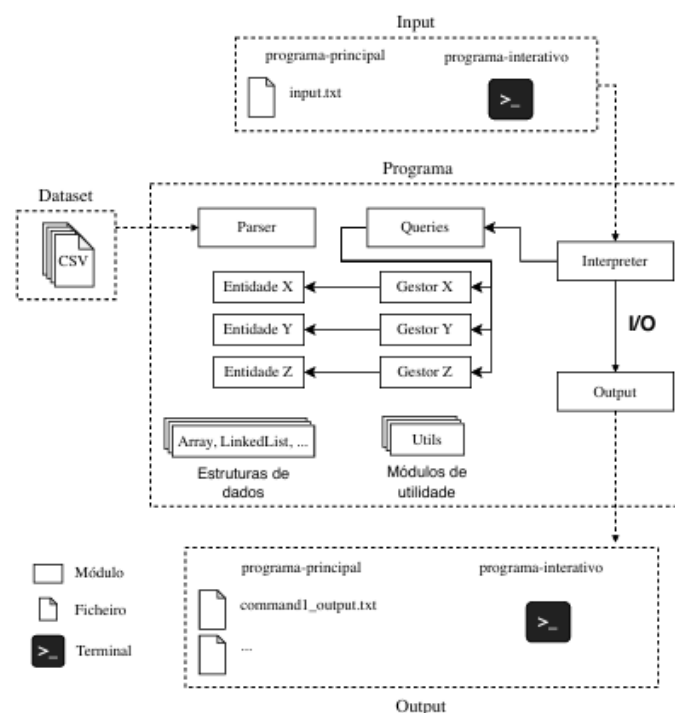 Input
programa-principal
programa-interativo
input.txt
>_
Programa
Dataset
CSV
Parser
Queries
Interpreter
Entidade X
Gestor X
I/O
Entidade Y
Gestor Y
Entidade Z
Gestor Z
Output
Array, LinkedList, ...
Utils
Estruturas de
dados
Módulos de
utilidade
programa-principal
programa-interativo
Módulo
command1_output.txt
>_
Ficheiro
...
>_
Terminal
Output